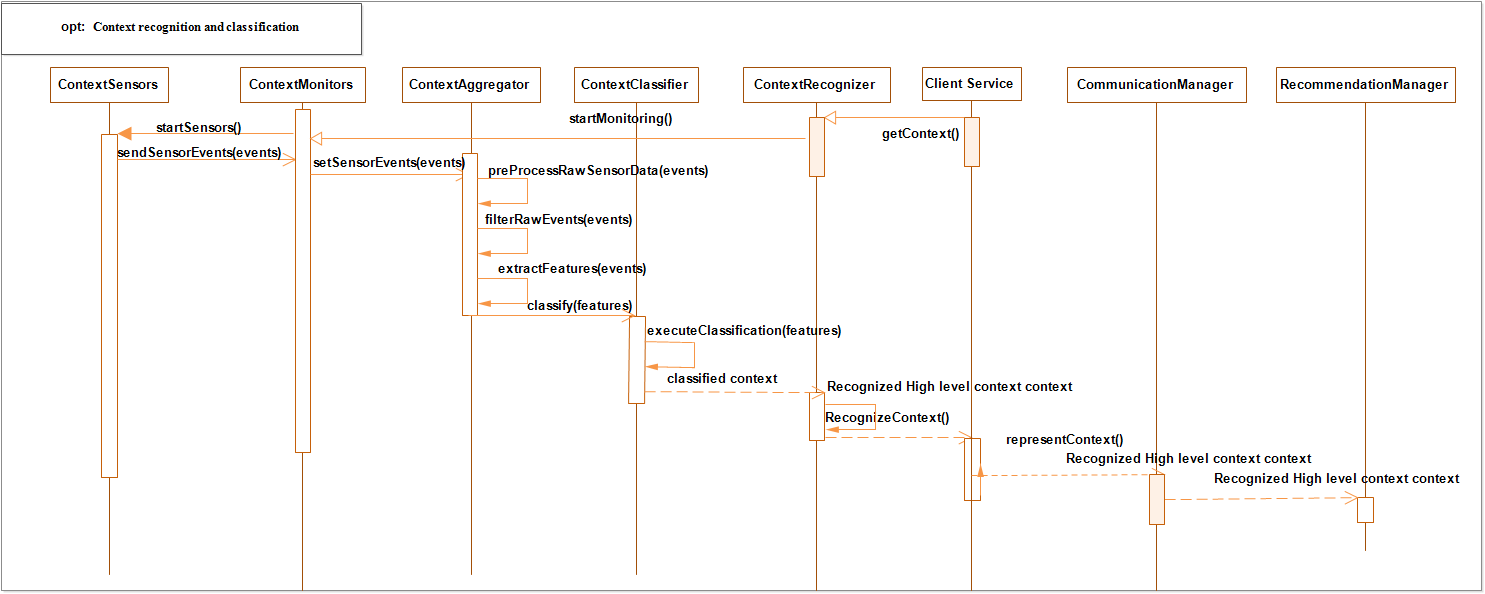 opt: Context recognition and classification
ContextSensors
ContextMonitors
ContextAggregator
ContextClassifier
ContextRecognizer
Client Service
CommunicationManager
RecommendationManager
startMonitoring()
startSensors()
getContext()
sendSensorEvents(events)
setSensorEvents(events)
preProcessRawSensorData(events)
filterRawEvents(events)
extractFeatures(events)
classify(features)
executeClassification(features)
classified context
Recognized High level context context
RecognizeContext()
representContext()
Recognized High level context context
Recognized High level context context